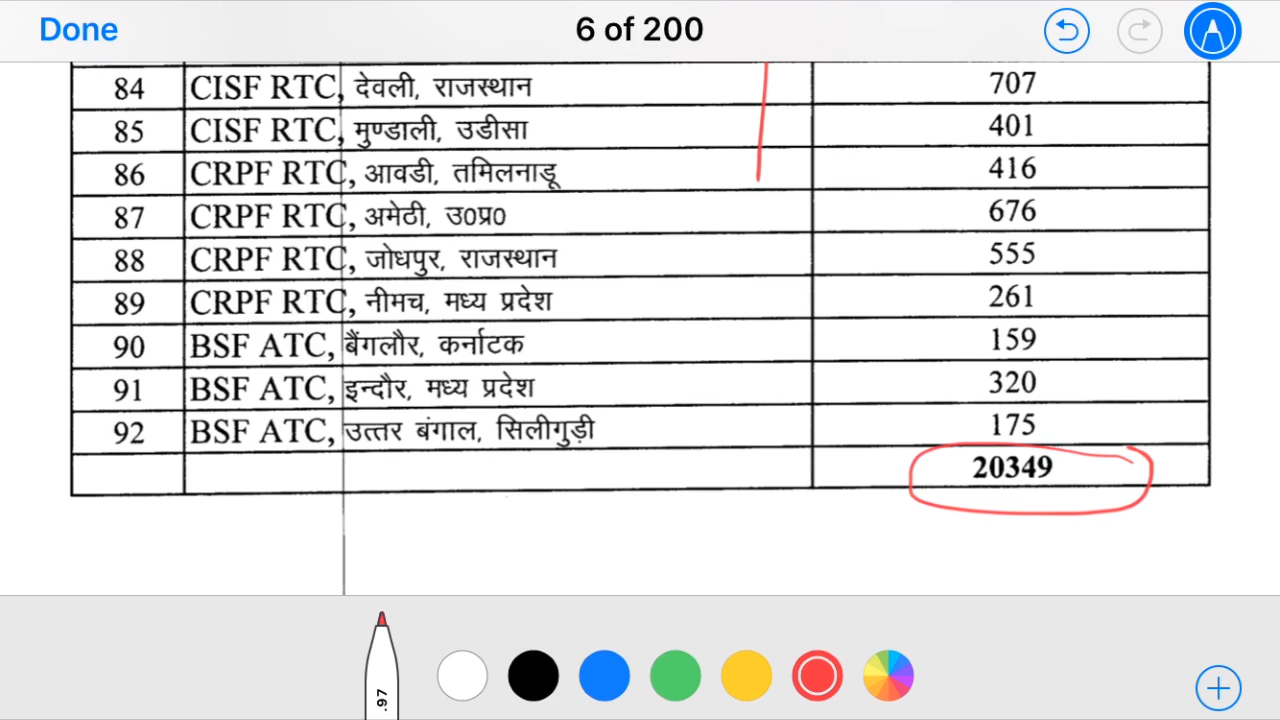 Done 6 of 200
84 CISF RTC, देवली, राजस्थान 707
85 CISF RTC, मुण्डाली, उडीसा 401
86 CRPF RTC, आवडी, तमिलनाडू 416
87 CRPF RTC, अमेठी, उ0प्र0 676
88 CRPF RTC, जोधपुर, राजस्थान 555
89 CRPF RTC, नीमच, मध्य प्रदेश 261
90 BSF ATC, बैंगलौर, कर्नाटक 159
91 BSF ATC, इन्दौर, मध्य प्रदेश 320
92 BSF ATC, उत्तर बंगाल, सिलीगुड़ी 175
20349
.97